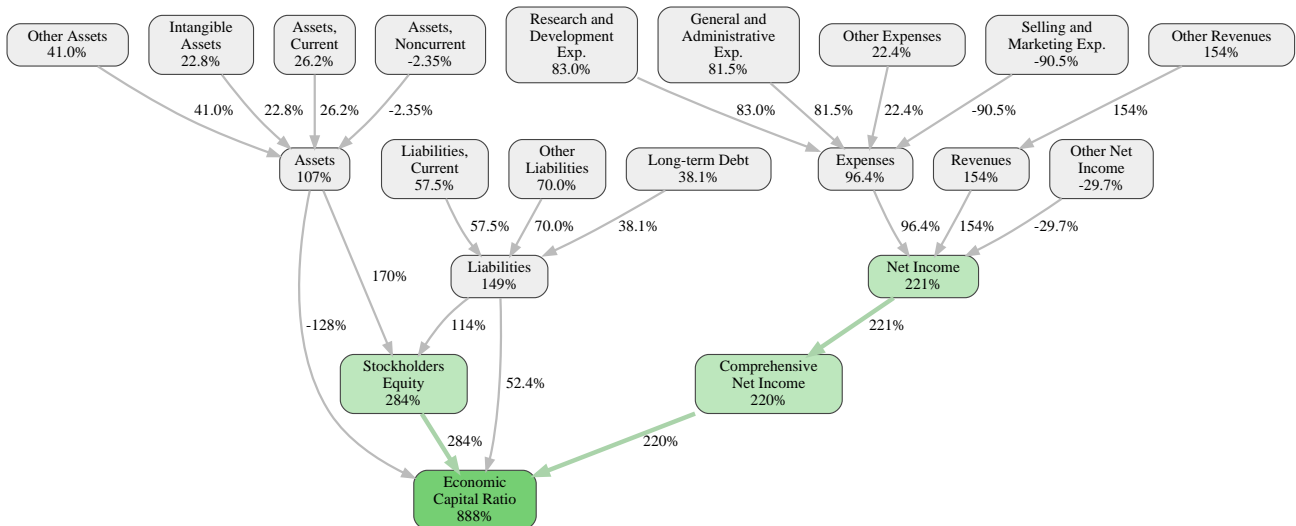 Other Assets
41.0%
Intangible
Assets
22.8%
Assets,
Current
26.2%
Assets,
Noncurrent
-2.35%
Research and
Development
Exp.
83.0%
General and
Administrative
Exp.
81.5%
Other Expenses
22.4%
Selling and
Marketing Exp.
-90.5%
Other Revenues
154%
41.0%
22.8%
26.2%
-2.35%
83.0%
81.5%
22.4%
-90.5%
154%
Assets
107%
Liabilities,
Current
57.5%
Other
Liabilities
70.0%
Long-term Debt
38.1%
Expenses
96.4%
Revenues
154%
Other Net
Income
-29.7%
57.5%
70.0%
38.1%
96.4%
154%
-29.7%
Liabilities
149%
Net Income
221%
170%
-128%
114%
221%
Stockholders
Equity
284%
52.4%
Comprehensive
Net Income
220%
284%
220%
Economic
Capital Ratio
888%